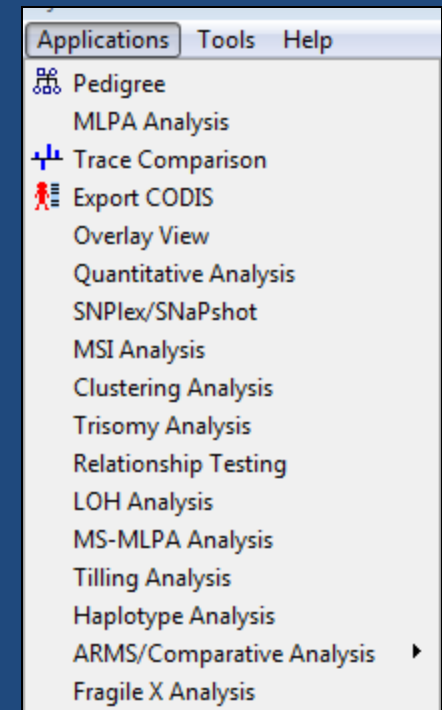 Applications Tools Help
Pedigree
MLPA Analysis
Trace Comparison
Export CODIS
Overlay View
Quantitative Analysis
SNPlex/SNaPshot
MSI Analysis
Clustering Analysis
Trisomy Analysis
Relationship Testing
LOH Analysis
MS-MLPA Analysis
Tilling Analysis
Haplotype Analysis
ARMS/Comparative Analysis
Fragile X Analysis